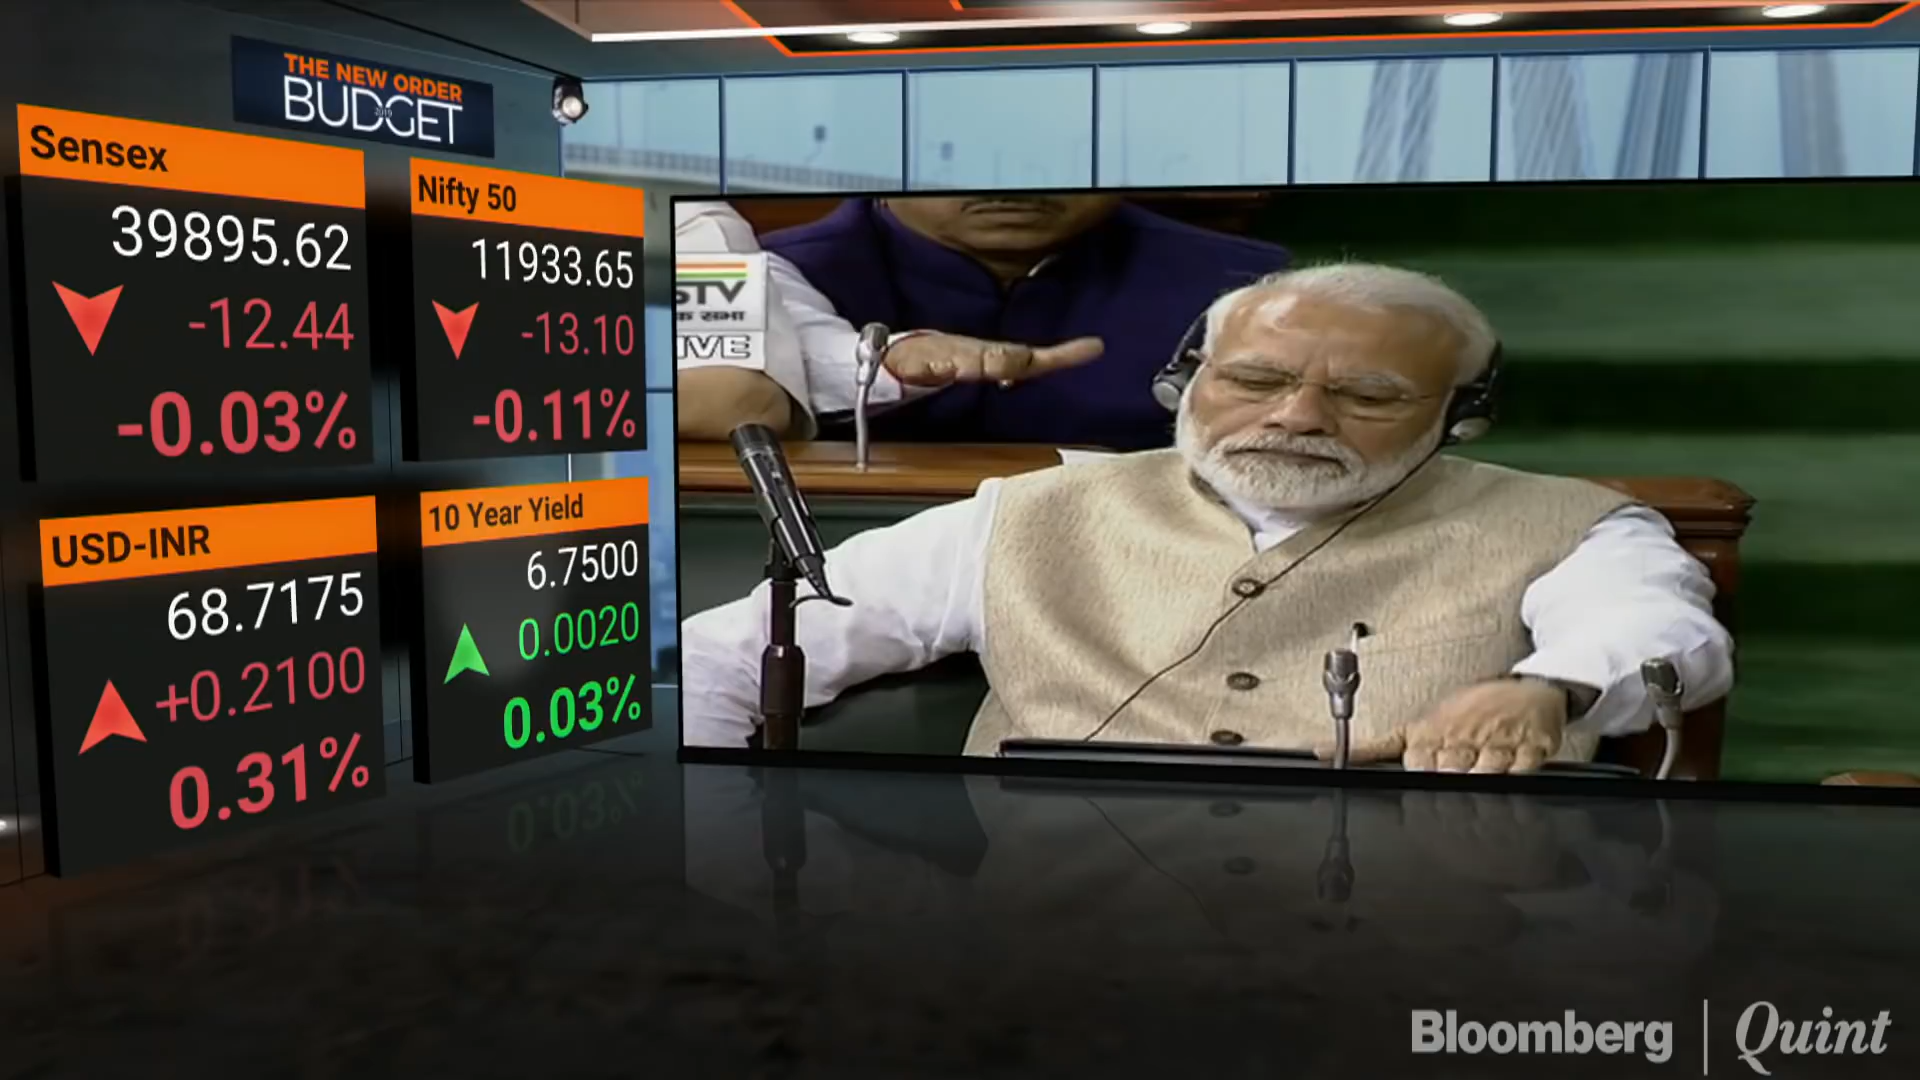 THE NEW ORDER
BUDGET
2019
Sensex
39895.62
-12.44
-0.03%
Nifty 50
11933.65
-13.10
-0.11%
USD-INR
68.7175
+0.2100
0.31%
10 Year Yield
6.7500
0.0020
0.03%
STV
क सभा
IVE
Bloomberg | Quint